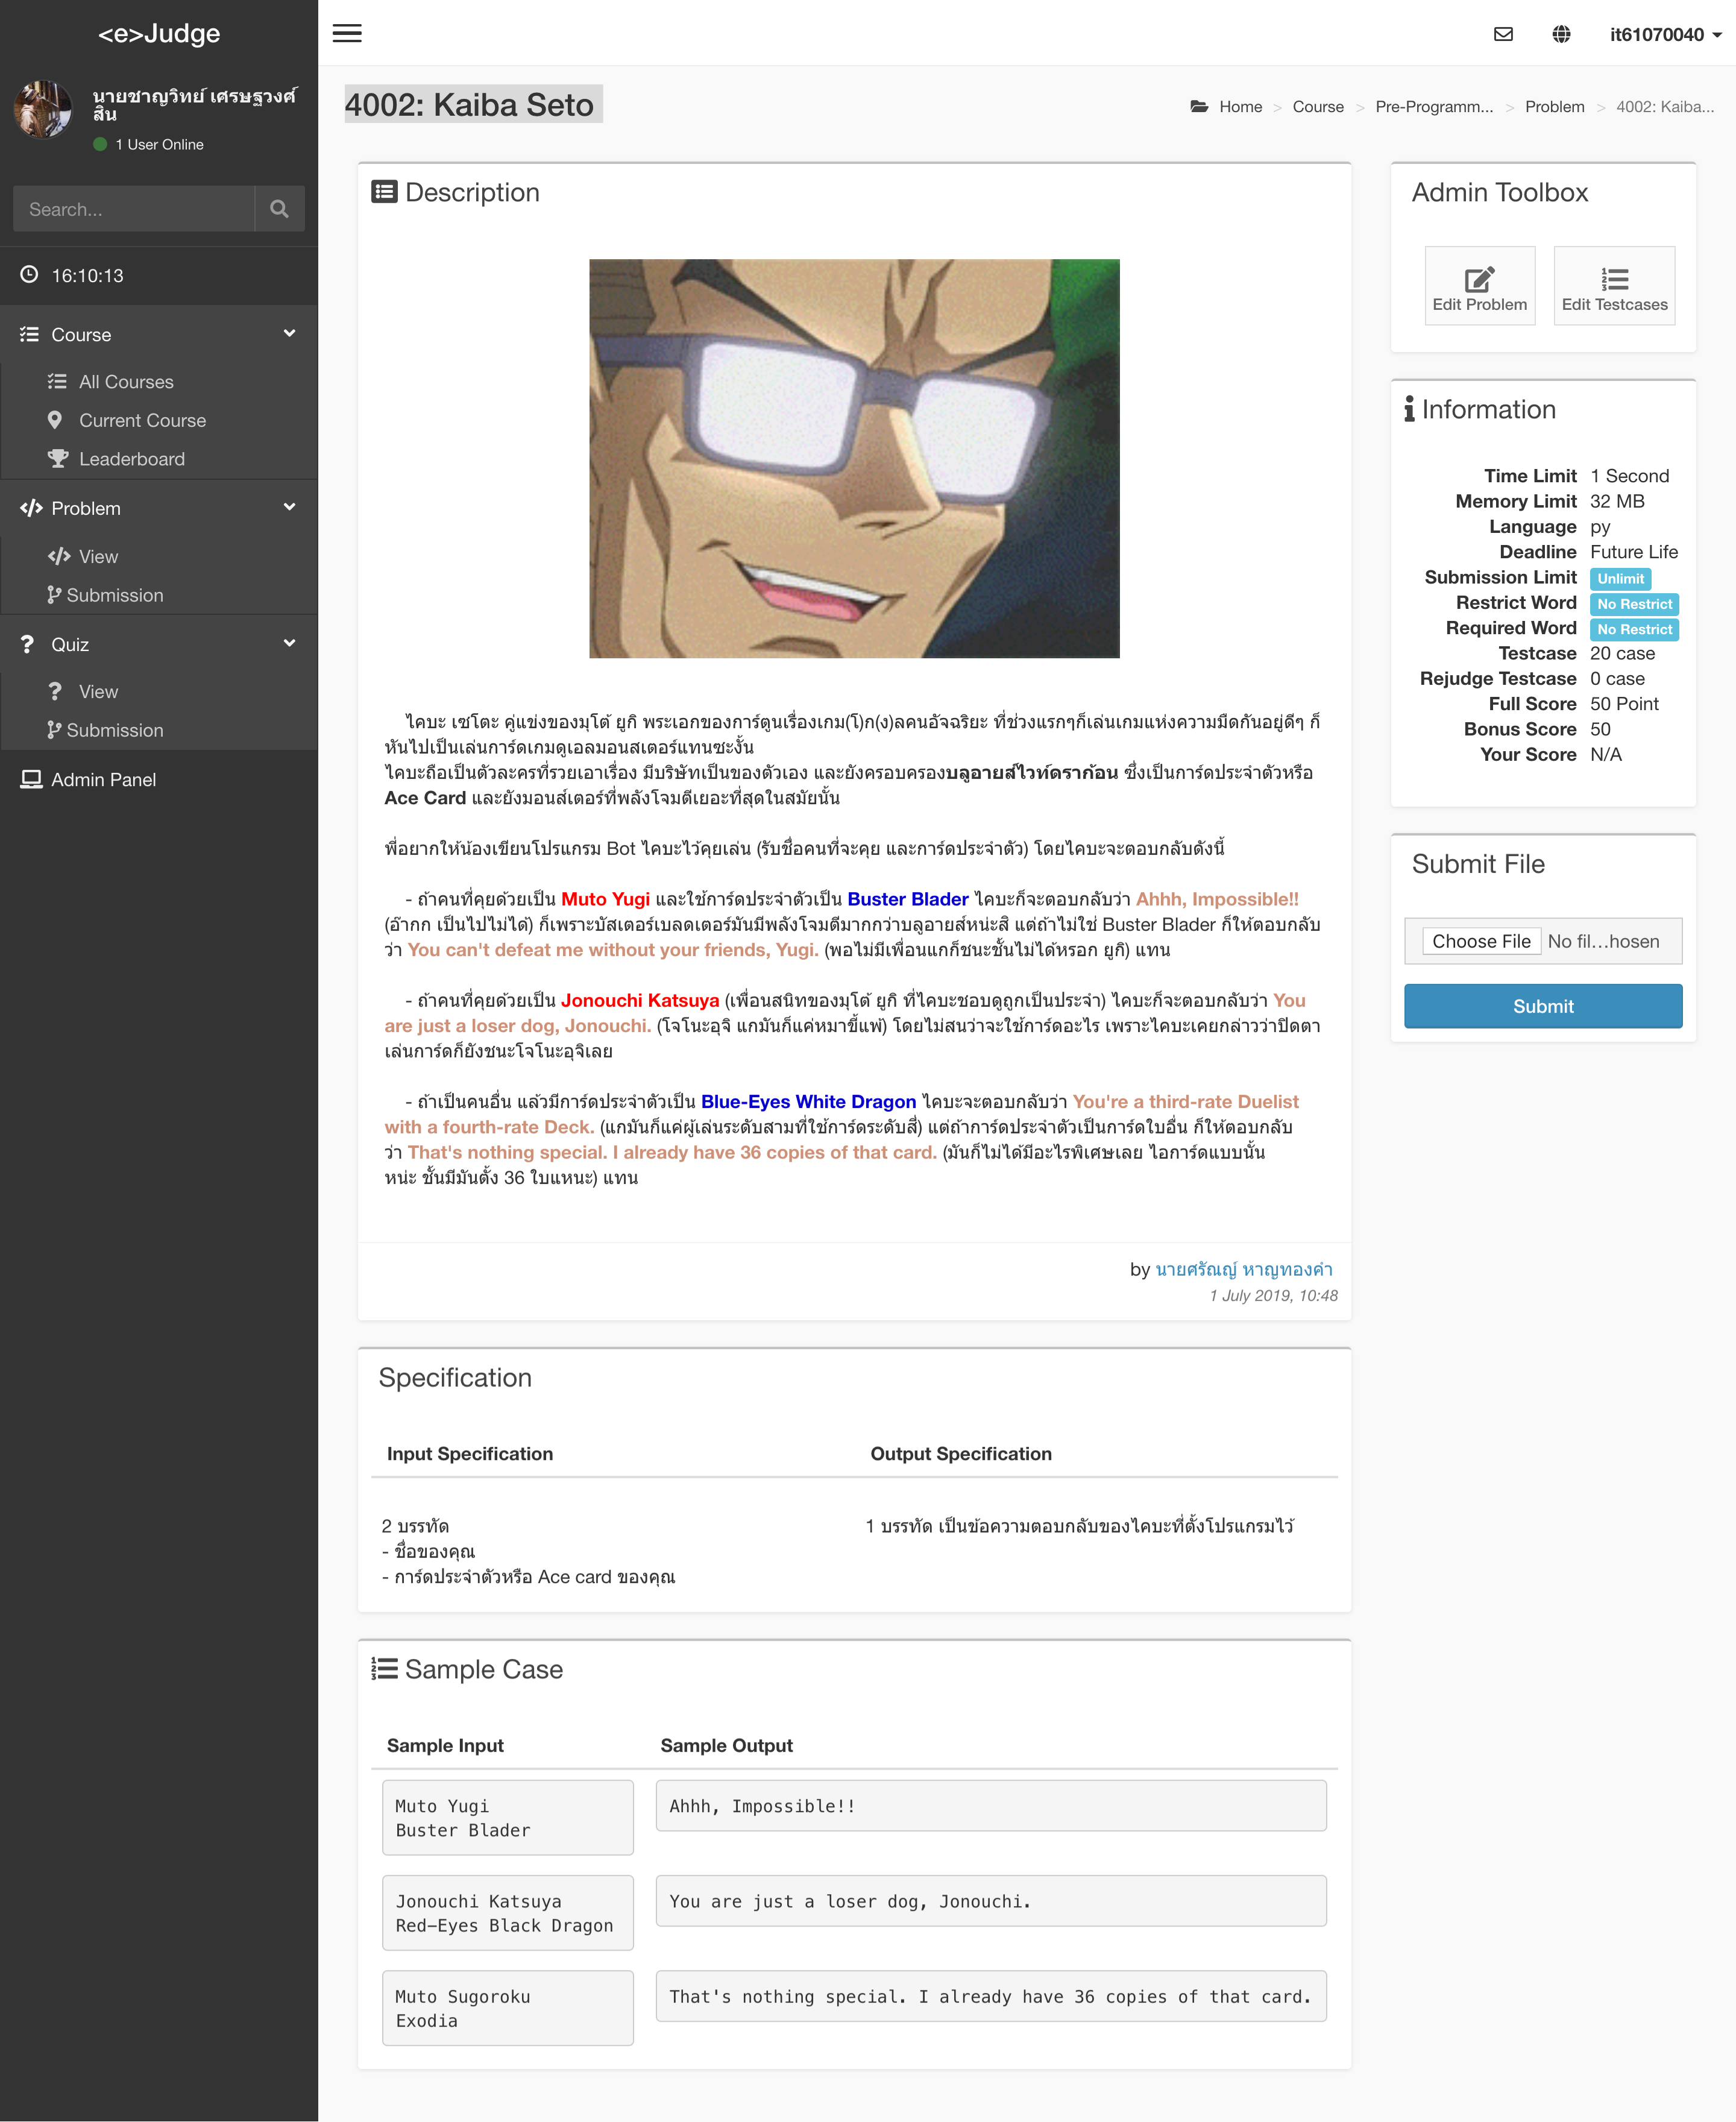 <e>Judge
นายชาญวิทย์ เศรษฐวงศ์
สิน
1 User Online
Search...
16:10:13
Course
All Courses
Current Course
Leaderboard
Problem
View
Submission
Quiz
View
Submission
Admin Panel
it61070040
4002: Kaiba Seto
Home > Course > Pre-Programm... > Problem > 4002: Kaiba...
Description
ไคบะ เซโตะ คู่แข่งของมุโต้ ยูกิ พระเอกของการ์ตูนเรื่องเกม(โ)ก(ง)ลคนอัจฉริยะ ที่ช่วงแรกๆก็เล่นเกมแห่งความมืดกันอยู่ดีๆ ก็
หันไปเป็นเล่นการ์ดเกมดูเอลมอนสเตอร์แทนซะงั้น
ไคบะถือเป็นตัวละครที่รวยเอาเรื่อง มีบริษัทเป็นของตัวเอง และยังครอบครองบลูอายส์ไวท์ดราก้อน ซึ่งเป็นการ์ดประจำตัวหรือ
Ace Card และยังมอนส์เตอร์ที่พลังโจมตีเยอะที่สุดในสมัยนั้น
พี่อยากให้น้องเขียนโปรแกรม Bot ไคบะไว้คุยเล่น (รับชื่อคนที่จะคุย และการ์ดประจำตัว) โดยไคบะจะตอบกลับดังนี้
- ถ้าคนที่คุยด้วยเป็น Muto Yugi และใช้การ์ดประจำตัวเป็น Buster Blader ไคบะก็จะตอบกลับว่า Ahhh, Impossible!!
(อ๊ากก เป็นไปไม่ได้) ก็เพราะบัสเตอร์เบลดเตอร์มันมีพลังโจมตีมากกว่าบลูอายส์หน่ะสิ แต่ถ้าไม่ใช่ Buster Blader ก็ให้ตอบกลับ
ว่า You can't defeat me without your friends, Yugi. (พอไม่มีเพื่อนแกก็ชนะชั้นไม่ได้หรอก ยูกิ) แทน
- ถ้าคนที่คุยด้วยเป็น Jonouchi Katsuya (เพื่อนสนิทของมุโต้ ยูกิ ที่ไคบะชอบดูถูกเป็นประจำ) ไคบะก็จะตอบกลับว่า You
are just a loser dog, Jonouchi. (โจโนะอุจิ แกมันก็แค่หมาขี้แพ้) โดยไม่สนว่าจะใช้การ์ดอะไร เพราะไคบะเคยกล่าวว่าปิดตา
เล่นการ์ดก็ยังชนะโจโนะอุจิเลย
- ถ้าเป็นคนอื่น แล้วมีการ์ดประจำตัวเป็น Blue-Eyes White Dragon ไคบะจะตอบกลับว่า You're a third-rate Duelist
with a fourth-rate Deck. (แกมันก็แค่ผู้เล่นระดับสามที่ใช้การ์ดระดับสี่) แต่ถ้าการ์ดประจำตัวเป็นการ์ดใบอื่น ก็ให้ตอบกลับ
ว่า That's nothing special. I already have 36 copies of that card. (มันก็ไม่ได้มีอะไรพิเศษเลย ไอการ์ดแบบนั้น
หน่ะ ชั้นมีมันตั้ง 36 ใบแหนะ) แทน
by นายศรัณญ์ หาญทองคำ
1 July 2019, 10:48
Specification
Input Specification Output Specification
2 บรรทัด
- ชื่อของคุณ
- การ์ดประจำตัวหรือ Ace card ของคุณ
1 บรรทัด เป็นข้อความตอบกลับของไคบะที่ตั้งโปรแกรมไว้
Sample Case
Sample Input Sample Output
Muto Yugi
Buster Blader
Ahhh, Impossible!!
Jonouchi Katsuya
Red-Eyes Black Dragon
You are just a loser dog, Jonouchi.
Muto Sugoroku
Exodia
That's nothing special. I already have 36 copies of that card.
Admin Toolbox
Edit Problem Edit Testcases
Information
Time Limit 1 Second
Memory Limit 32 MB
Language py
Deadline Future Life
Submission Limit Unlimit
Restrict Word No Restrict
Required Word No Restrict
Testcase 20 case
Rejudge Testcase 0 case
Full Score 50 Point
Bonus Score 50
Your Score N/A
Submit File
Choose File No fil...hosen
Submit